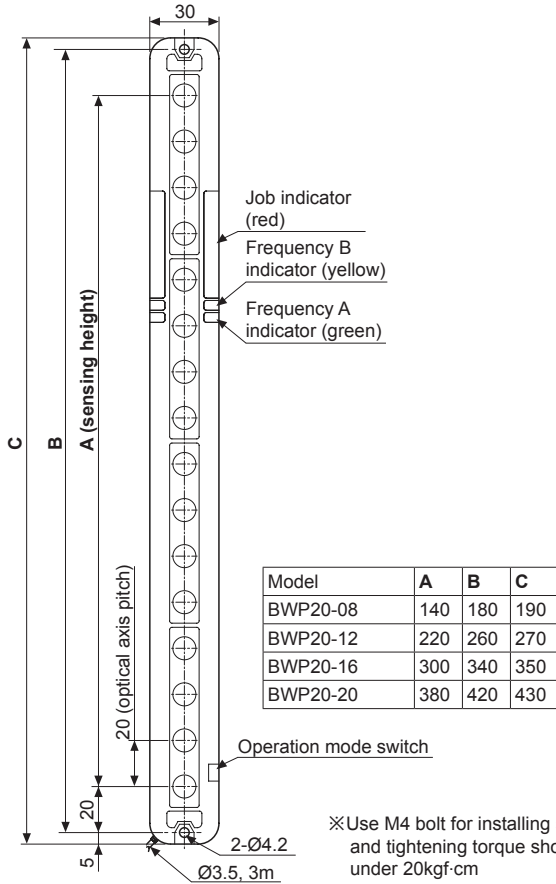 30
Job indicator
(red)
Frequency B
indicator (yellow)
Frequency A
indicator (green)
A (sensing height)
B
C
20 (optical axis pitch)
Model A B C
BWP20-08 140 180 190
BWP20-12 220 260 270
BWP20-16 300 340 350
BWP20-20 380 420 430
Operation mode switch
20
5
2-Ø4.2
Ø3.5, 3m
※Use M4 bolt for installing
and tightening torque sho
under 20kgf·cm